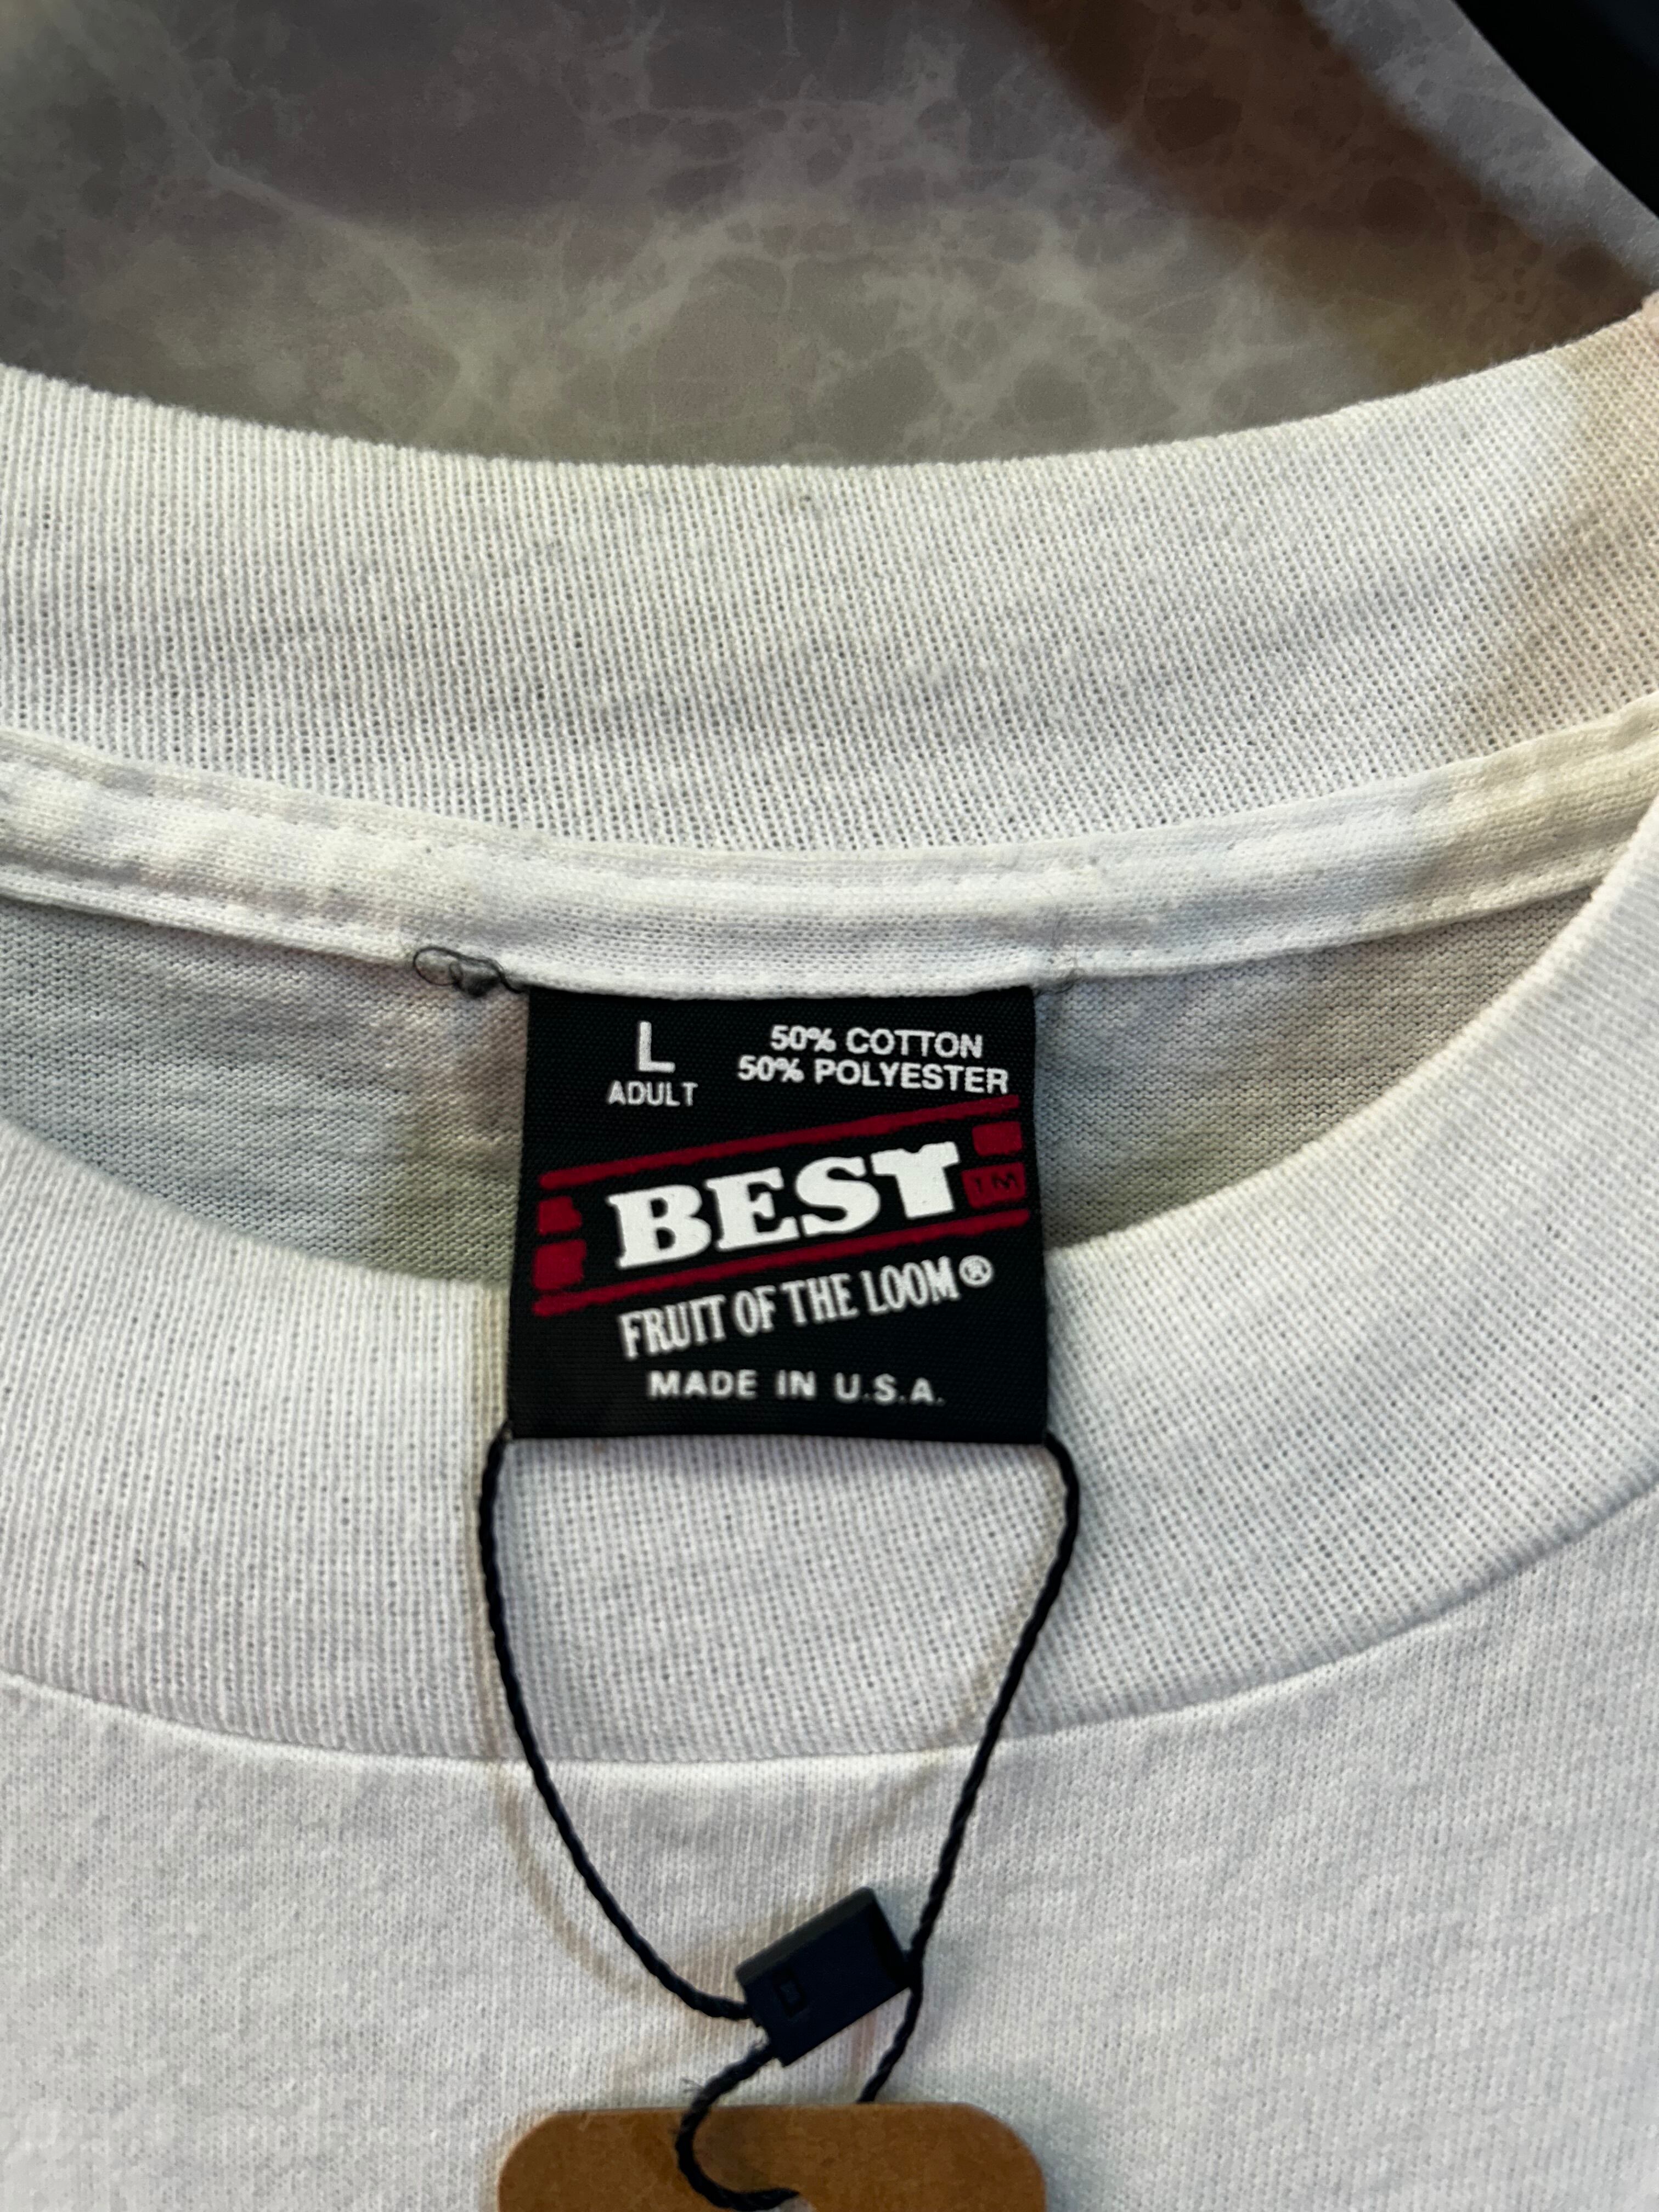 L
ADULT
50% COTTON
50% POLYESTER
BEST
TM
FRUIT OF THE LOOM®
MADE IN U.S.A.